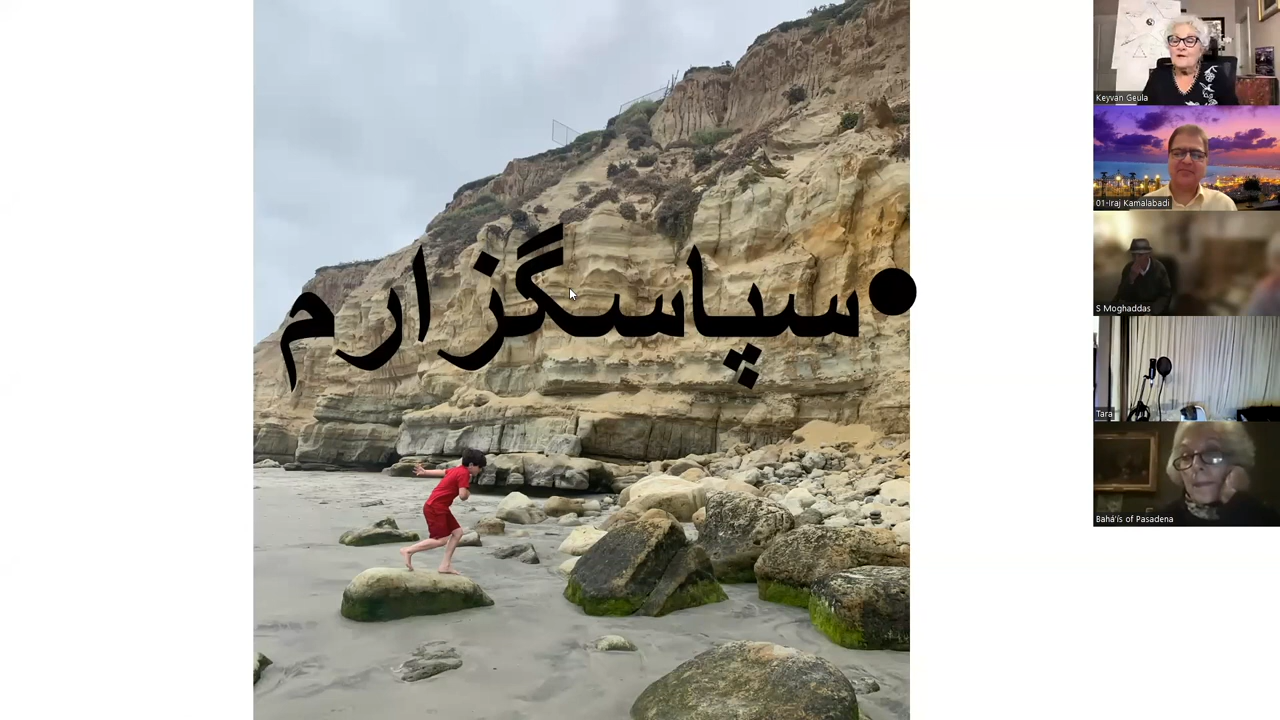 •سپاسگزارم
Keyvan Geula
01-Iraj Kamalabadi
S Moghaddas
Tara
Bahá'ís of Pasadena